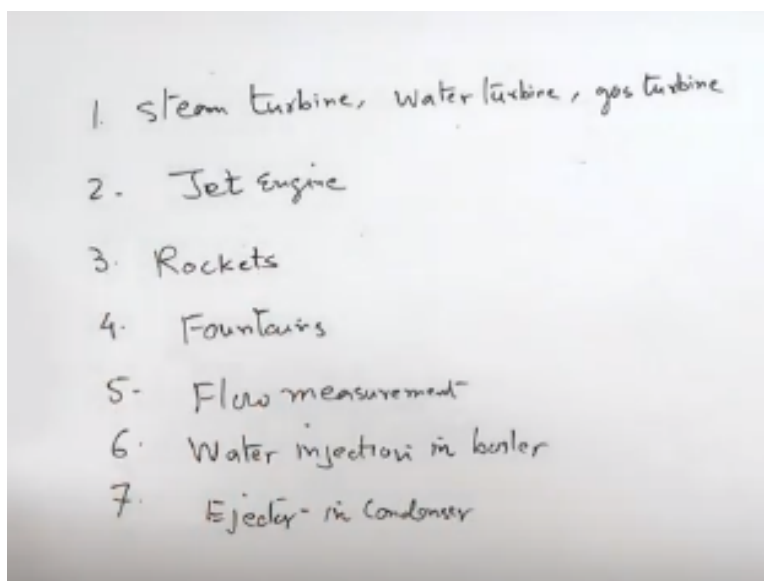 1. Steam turbine, Water turbine, gas turbine
2. Jet Engine
3. Rockets
4. Fountains
5. Flow measurement
6. Water injection in boiler
7. Ejector in Condenser